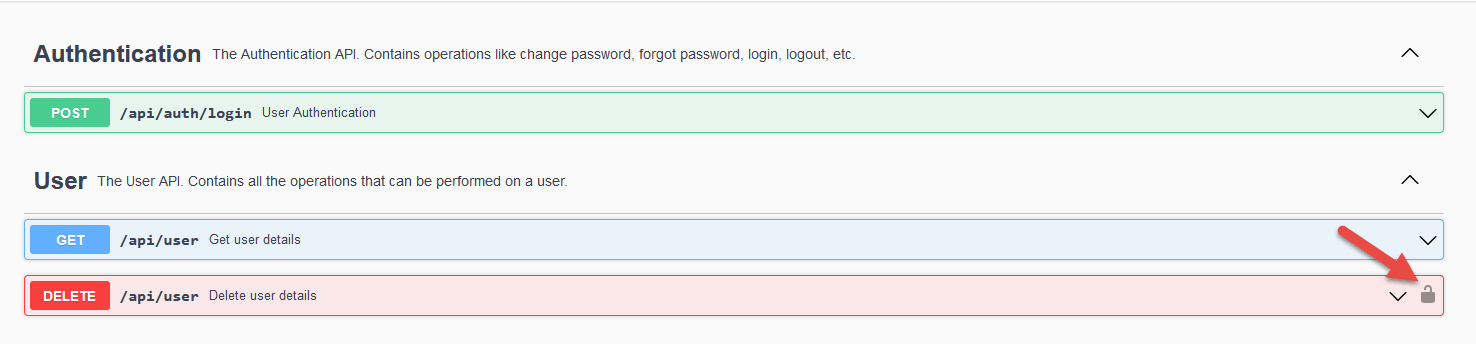 Authentication The Authentication API. Contains operations like change password, forgot password, login, logout, etc.
POST /api/auth/login User Authentication
User The User API. Contains all the operations that can be performed on a user.
GET /api/user Get user details
DELETE /api/user Delete user details